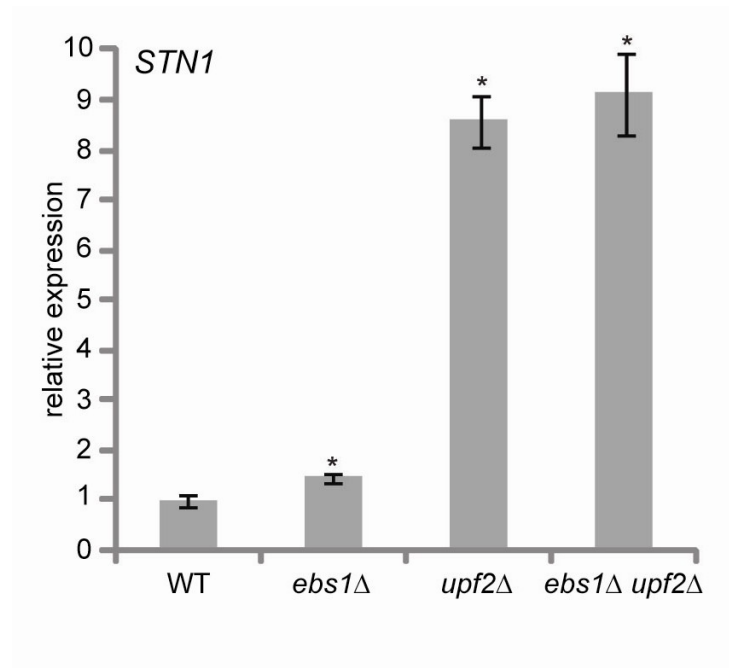 STN1
relative expression
10
9
8
7
6
5
4
3
2
1
0
*
*
*
WT
ebs1Δ
upf2Δ
ebs1Δ upf2Δ